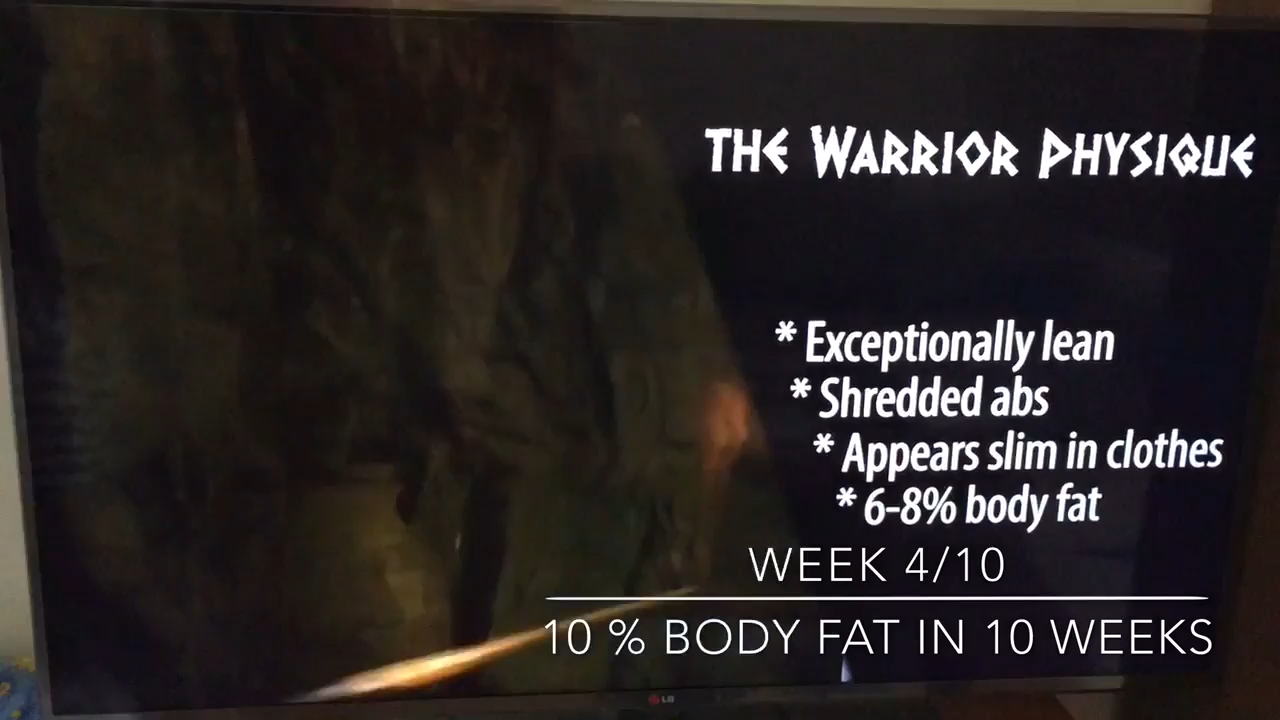 THE WARRIOR PHYSIQUE
* Exceptionally lean
* Shredded abs
* Appears slim in clothes
* 6-8% body fat
WEEK 4/10
10 % BODY FAT IN 10 WEEKS
LG